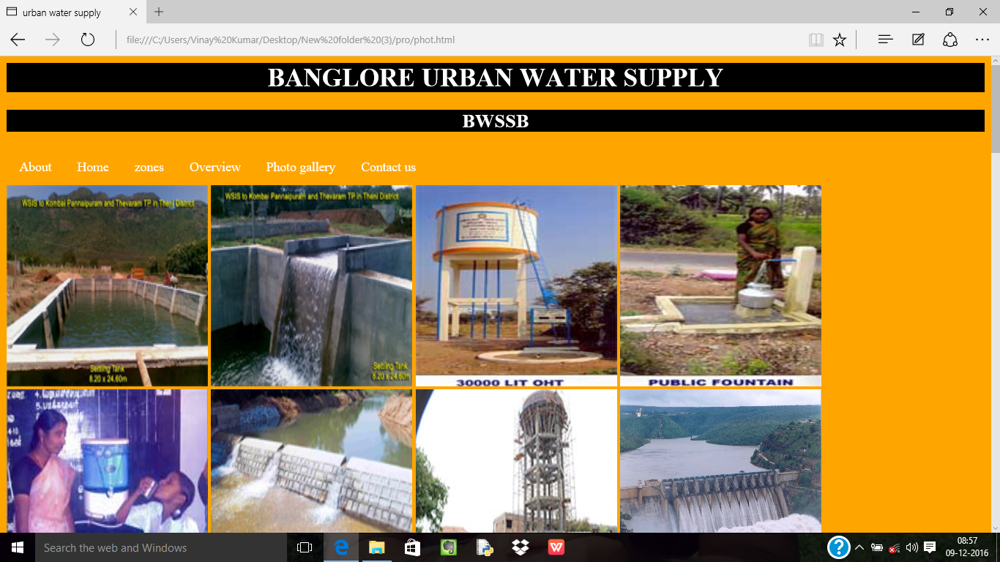 urban water supply
file:///C:/Users/Vinay%20Kumar/Desktop/New%20folder%20(3)/pro/phot.html
BANGLORE URBAN WATER SUPPLY
BWSSB
About Home zones Overview Photo gallery Contact us
WSIS to Kombai Pannaipuram and Thevaram TP in Theni District
WSIS to Kombai Pannaipuram and Thevaram TP in Theni District
Settling Tank
8.20 x 24.60m
Settling Tank
8.20 x 24.60m
30000 LIT OHT
PUBLIC FOUNTAIN
Search the web and Windows
08:57
09-12-2016